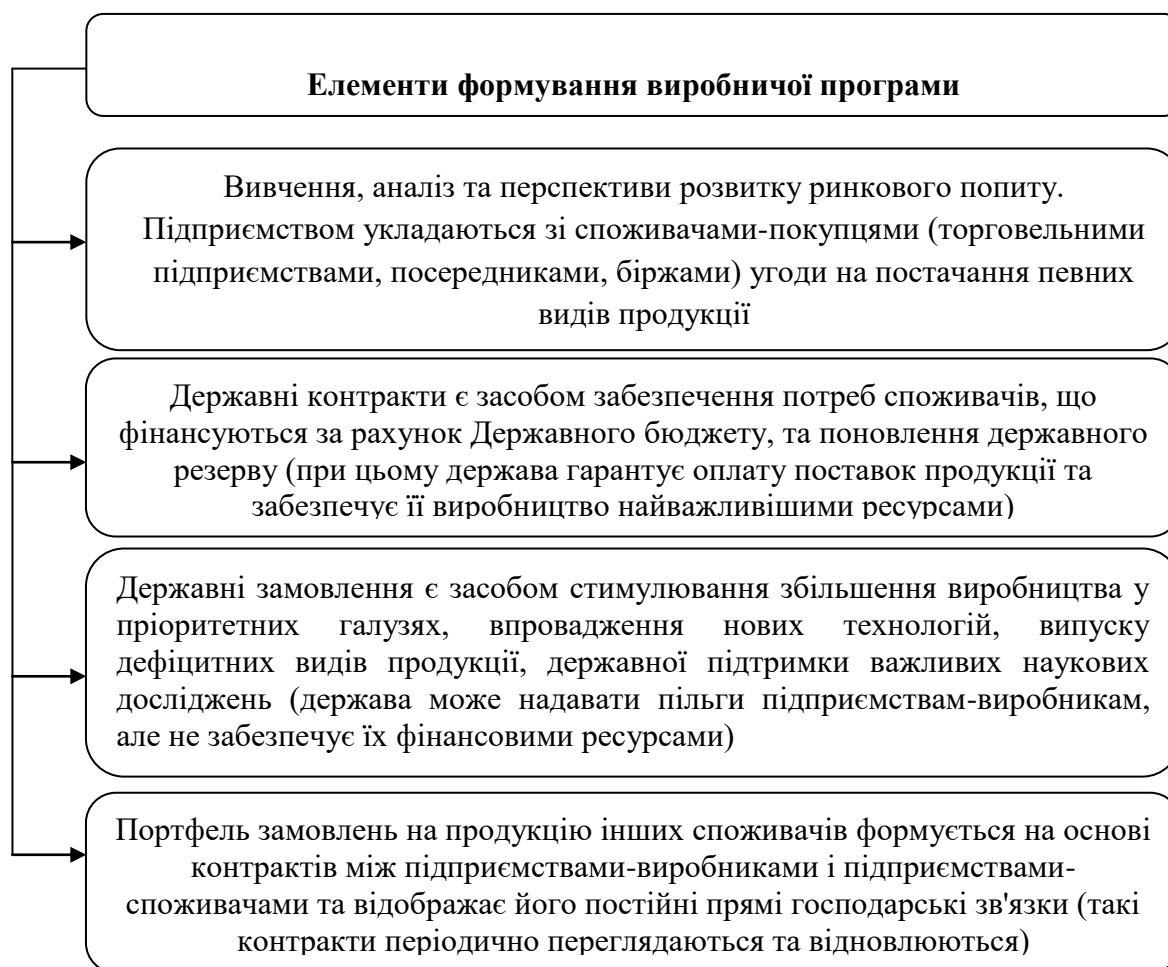 Елементи формування виробничої програми
Вивчення, аналіз та перспективи розвитку ринкового попиту.
Підприємством укладаються зі споживачами-покупцями (торговельними
підприємствами, посередниками, біржами) угоди на постачання певних
видів продукції
Державні контракти є засобом забезпечення потреб споживачів, що
фінансуються за рахунок Державного бюджету, та поновлення державного
резерву (при цьому держава гарантує оплату поставок продукції та
забезпечує її виробництво найважливішими ресурсами)
Державні замовлення є засобом стимулювання збільшення виробництва у
пріоритетних галузях, впровадження нових технологій, випуску
дефіцитних видів продукції, державної підтримки важливих наукових
досліджень (держава може надавати пільги підприємствам-виробникам,
але не забезпечує їх фінансовими ресурсами)
Портфель замовлень на продукцію інших споживачів формується на основі
контрактів між підприємствами-виробниками і підприємствами-
споживачами та відображає його постійні прямі господарські зв'язки (такі
контракти періодично переглядаються та відновлюються)